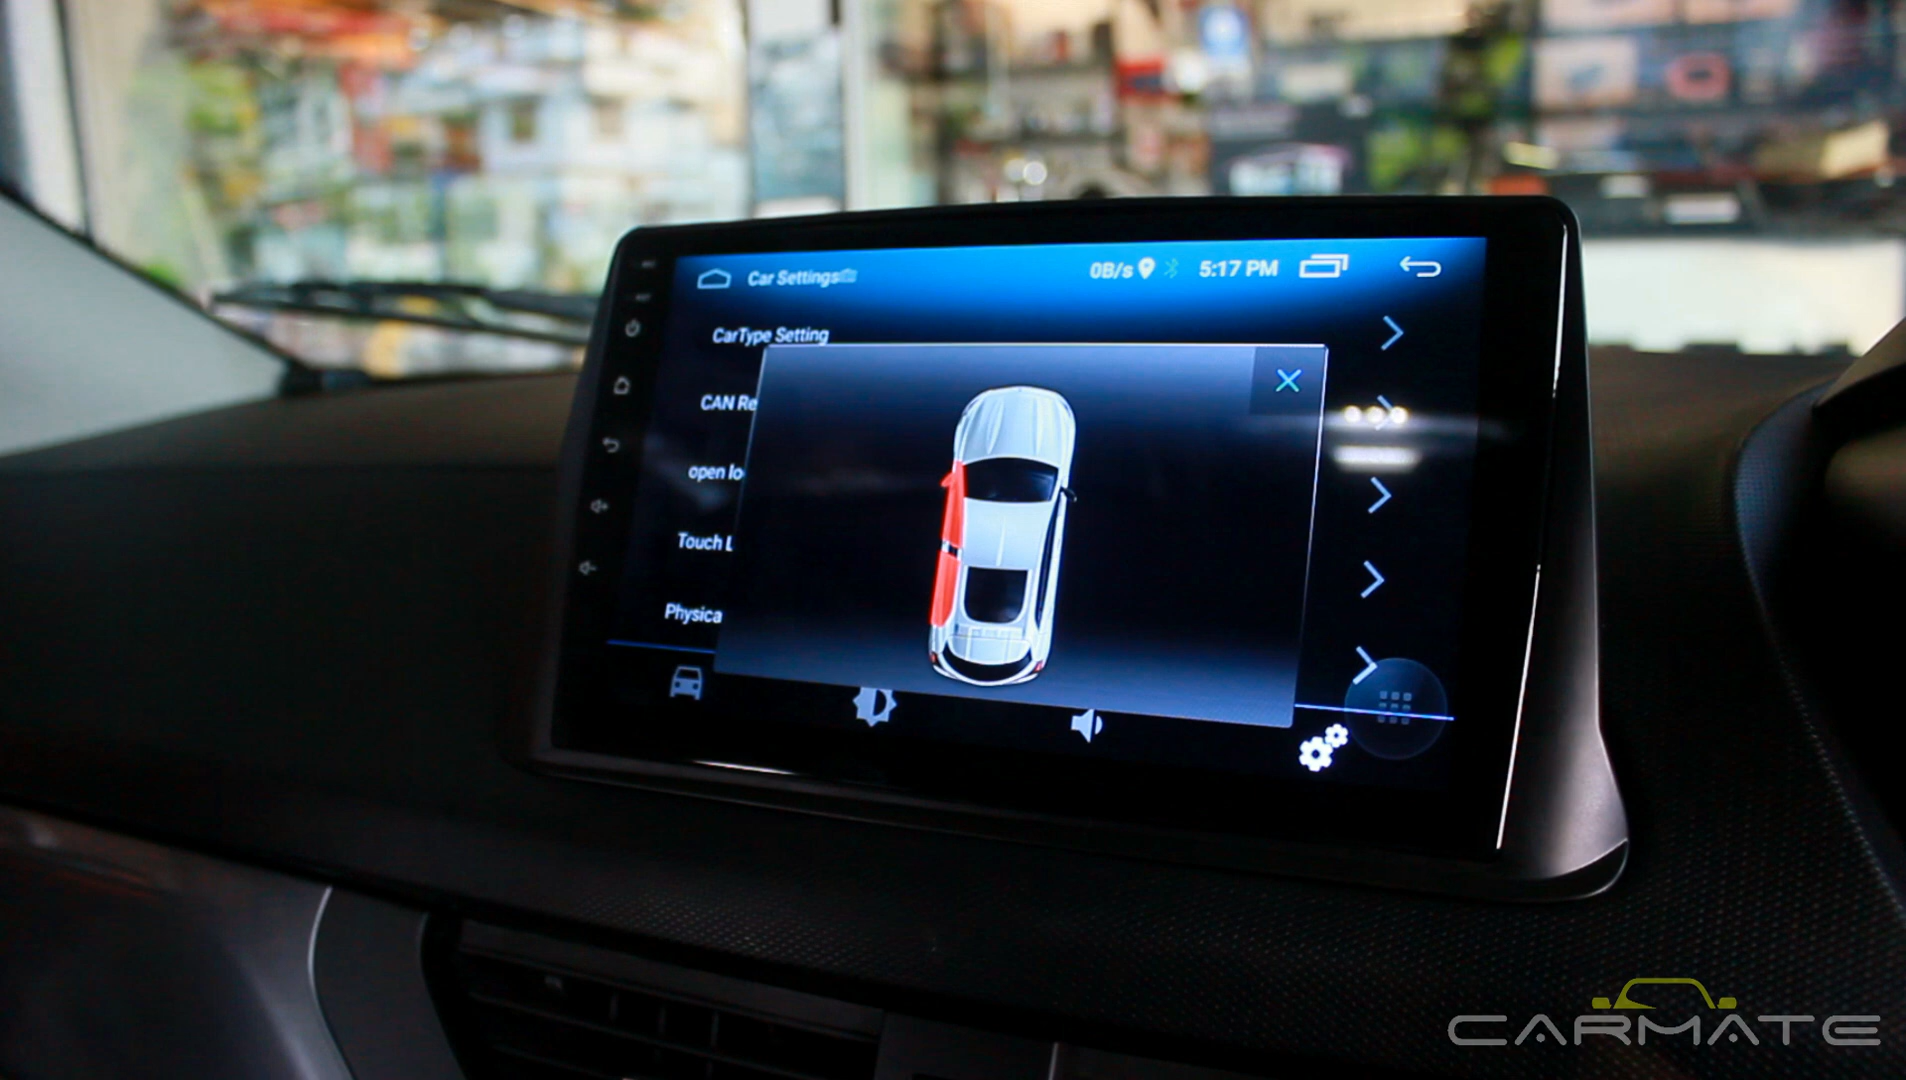 Car Settings
0B/s 5:17 PM
CarType Setting
CAN Re
open lo
Touch L
Physica
CARMATE